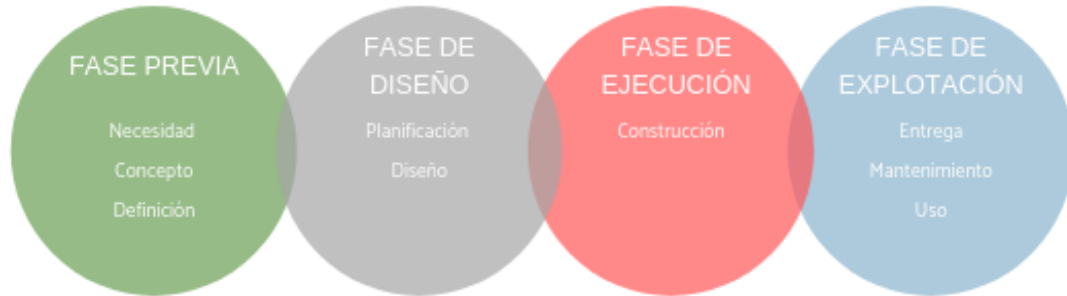 FASE PREVIA
Necesidad
Concepto
Definición
FASE DE
DISEÑO
Planificación
Diseño
FASE DE
EJECUCIÓN
Construcción
FASE DE
EXPLOTACIÓN
Entrega
Mantenimiento
Uso